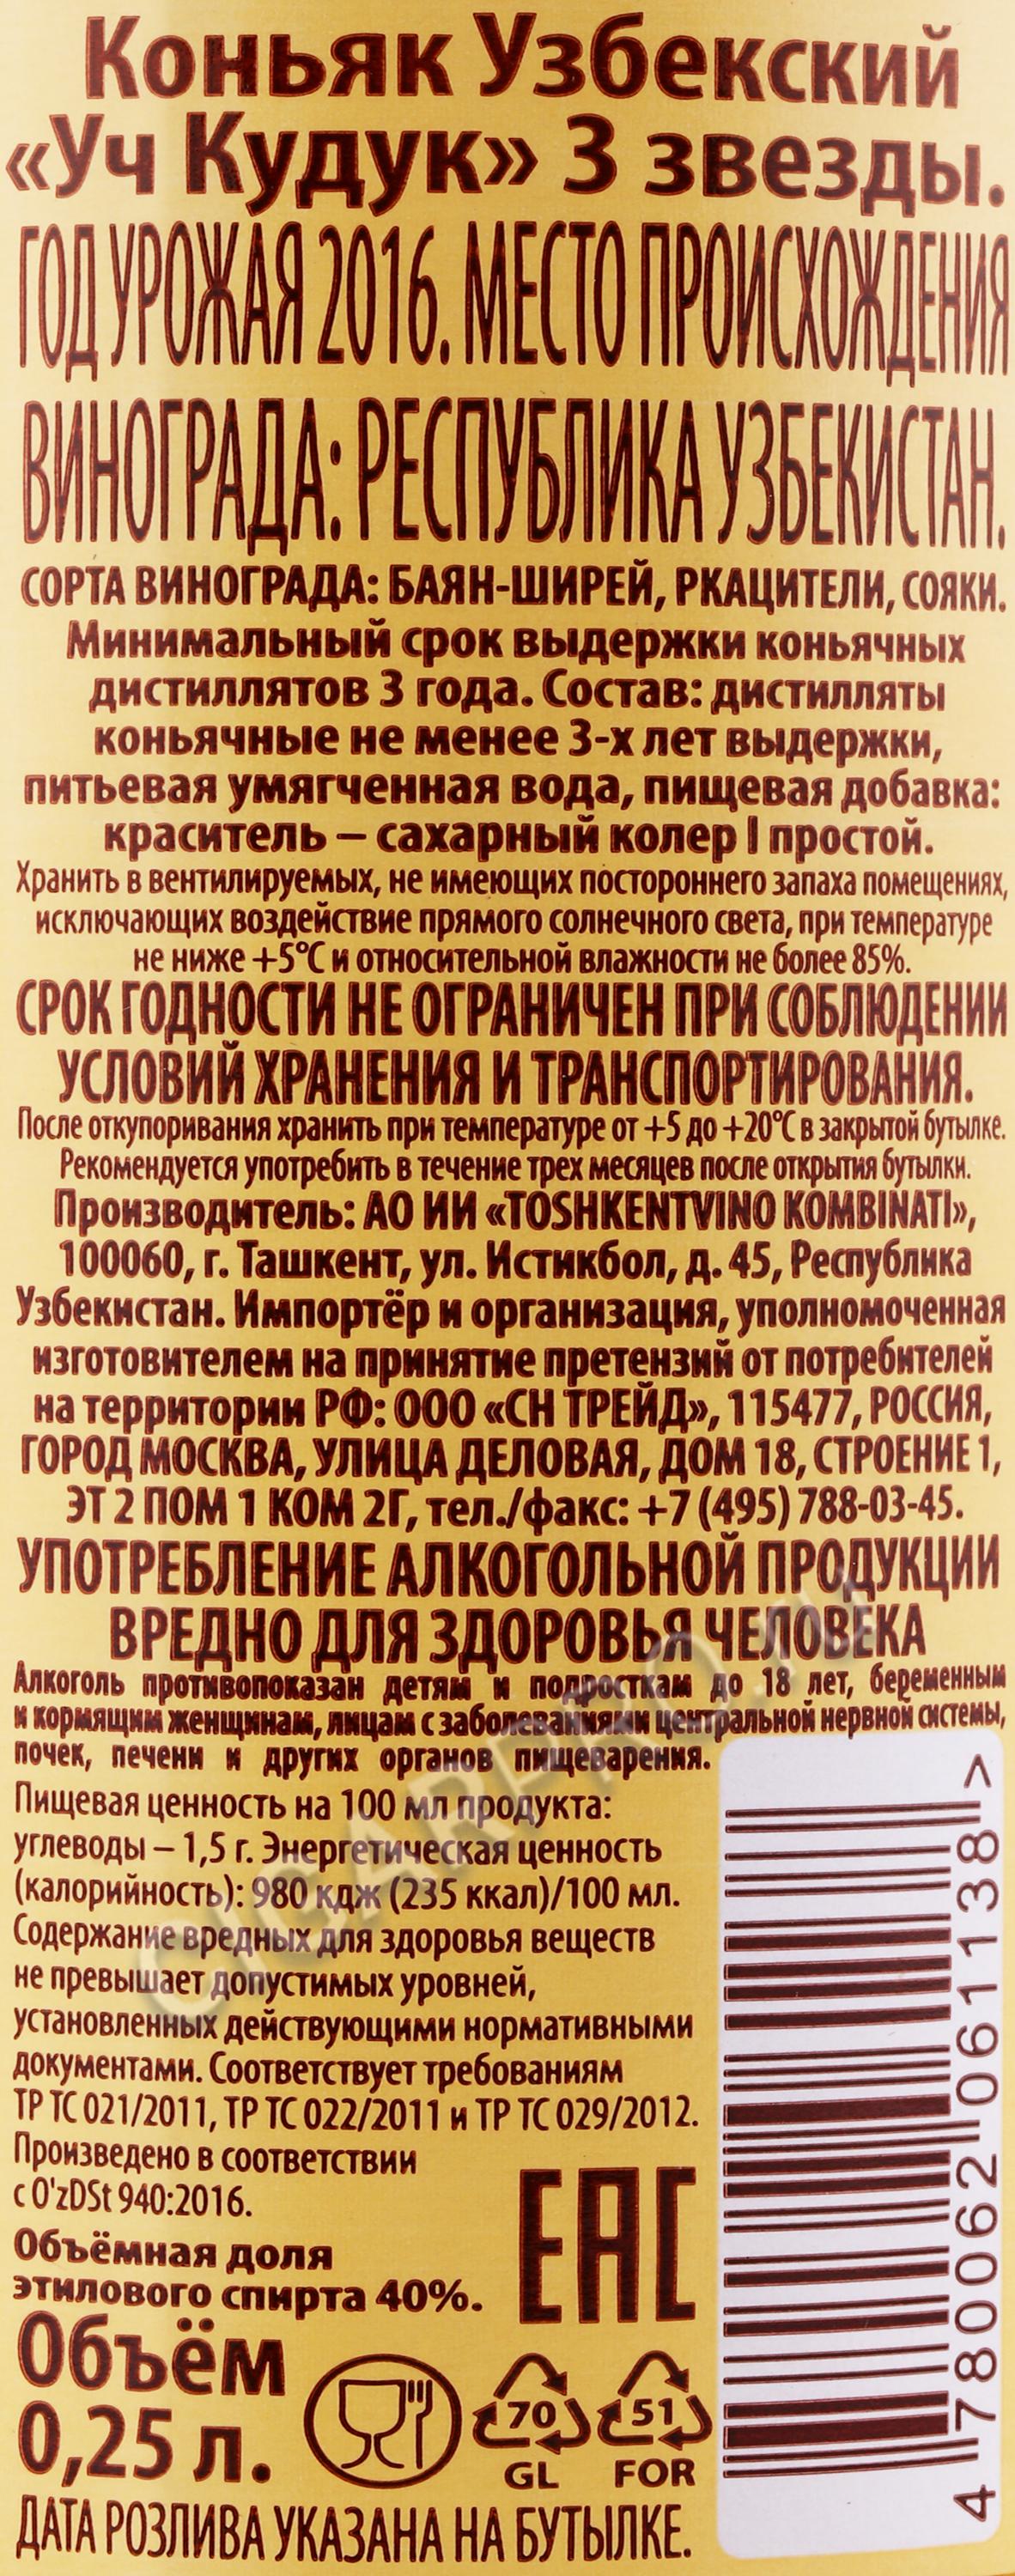 Коньяк Узбекский
«Уч Кудук» 3 звезды.
ГОД УРОЖАЯ 2016. МЕСТО ПРОИСХОЖДЕНИЯ
ВИНОГРАДА: РЕСПУБЛИКА УЗБЕКИСТАН.
СОРТА ВИНОГРАДА: БАЯН-ШИРЕЙ, РКАЦИТЕЛИ, СОЯКИ.
Минимальный срок выдержки коньячных
дистиллятов 3 года. Состав: дистилляты
коньячные не менее 3-х лет выдержки,
питьевая умягченная вода, пищевая добавка:
краситель – сахарный колер I простой.
Хранить в вентилируемых, не имеющих постороннего запаха помещениях,
исключающих воздействие прямого солнечного света, при температуре
не ниже +5°С и относительной влажности не более 85%.
СРОК ГОДНОСТИ НЕ ОГРАНИЧЕН ПРИ СОБЛЮДЕНИИ
УСЛОВИЙ ХРАНЕНИЯ И ТРАНСПОРТИРОВАНИЯ.
После откупоривания хранить при температуре от +5 до +20°С в закрытой бутылке.
Рекомендуется употребить в течение трех месяцев после открытия бутылки.
Производитель: АО ИИ «TOSHKENTVINO KOMBINATI»,
100060, г. Ташкент, ул. Истикбол, д. 45, Республика
Узбекистан. Импортёр и организация, уполномоченная
изготовителем на принятие претензий от потребителей
на территории РФ: ООО «СН ТРЕЙД», 115477, РОССИЯ,
ГОРОД МОСКВА, УЛИЦА ДЕЛОВАЯ, ДОМ 18, СТРОЕНИЕ 1,
ЭТ 2 ПОМ 1 КОМ 2Г, тел./факс: +7 (495) 788-03-45.
УПОТРЕБЛЕНИЕ АЛКОГОЛЬНОЙ ПРОДУКЦИИ
ВРЕДНО ДЛЯ ЗДОРОВЬЯ ЧЕЛОВЕКА
Алкоголь противопоказан детям и подросткам до 18 лет, беременным
и кормящим женщинам, лицам с заболеваниями центральной нервной системы,
почек, печени и других органов пищеварения.
Пищевая ценность на 100 мл продукта:
углеводы – 1,5 г. Энергетическая ценность
(калорийность): 980 кдж (235 ккал)/100 мл.
Содержание вредных для здоровья веществ
не превышает допустимых уровней,
установленных действующими нормативными
документами. Соответствует требованиям
ТР ТС 021/2011, ТР ТС 022/2011 и ТР ТС 029/2012.
Произведено в соответствии
с O'zDSt 940:2016.
Объёмная доля
этилового спирта 40%.
EAC
Объём
0,25 л.
70
GL
51
FOR
ДАТА РОЗЛИВА УКАЗАНА НА БУТЫЛКЕ.
4 780062 061138 >
CIGARPRO.ru